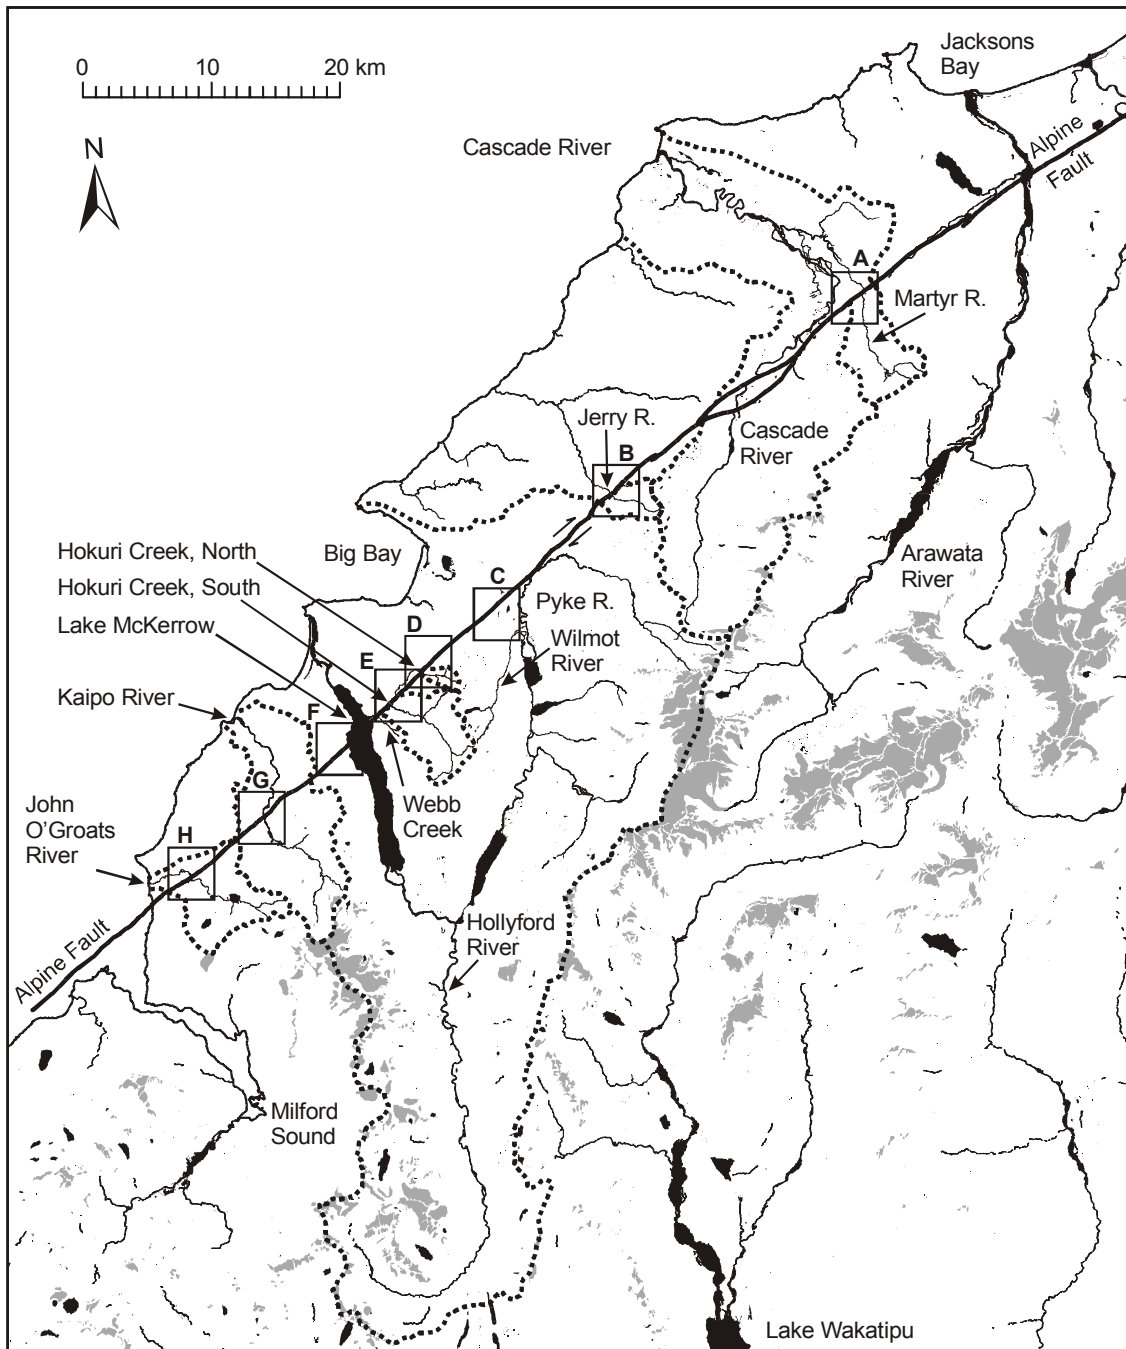 Jacksons
Bay
0 10 20 km
N
Alpine
Fault
Cascade River
A
Martyr R.
Jerry R.
B
Cascade
River
Hokuri Creek, North
Hokuri Creek, South
Lake McKerrow
Kaipo River
Big Bay
C
Pyke R.
D
Wilmot
River
E
Arawata
River
F
G
John
O'Groats
River
H
Webb
Creek
Hollyford
River
Alpine Fault
Milford
Sound
Lake Wakatipu